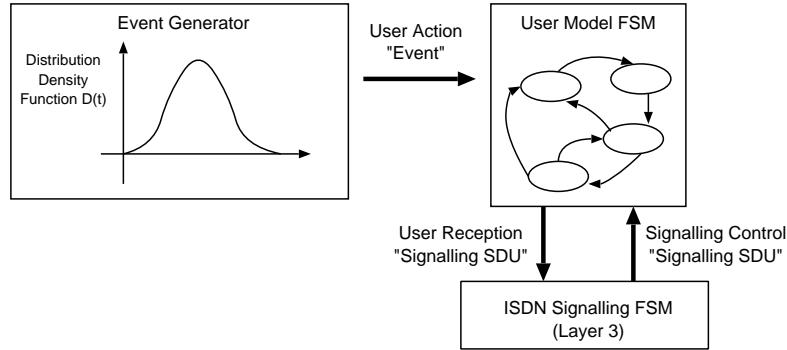 Event Generator
Distribution
Density
Function D(t)
User Action
"Event"
User Model FSM
User Reception
"Signalling SDU"
Signalling Control
"Signalling SDU"
ISDN Signalling FSM
(Layer 3)